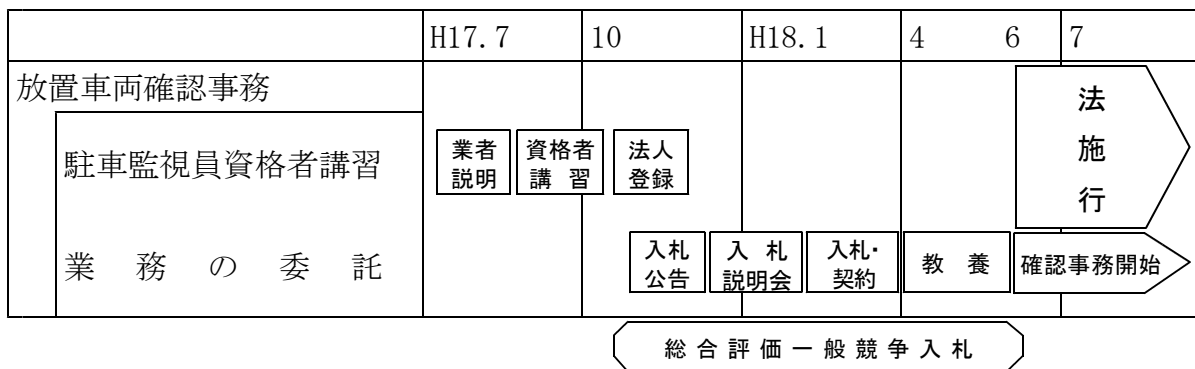 H17.7 10 H18.1 4 6 7
放置車両確認事務
法
施
行
駐車監視員資格者講習
業者
説明
資格者
講習
法人
登録
業務の委託
入札
公告
入札
説明会
入札・
契約
教養
確認事務開始
総合評価一般競争入札